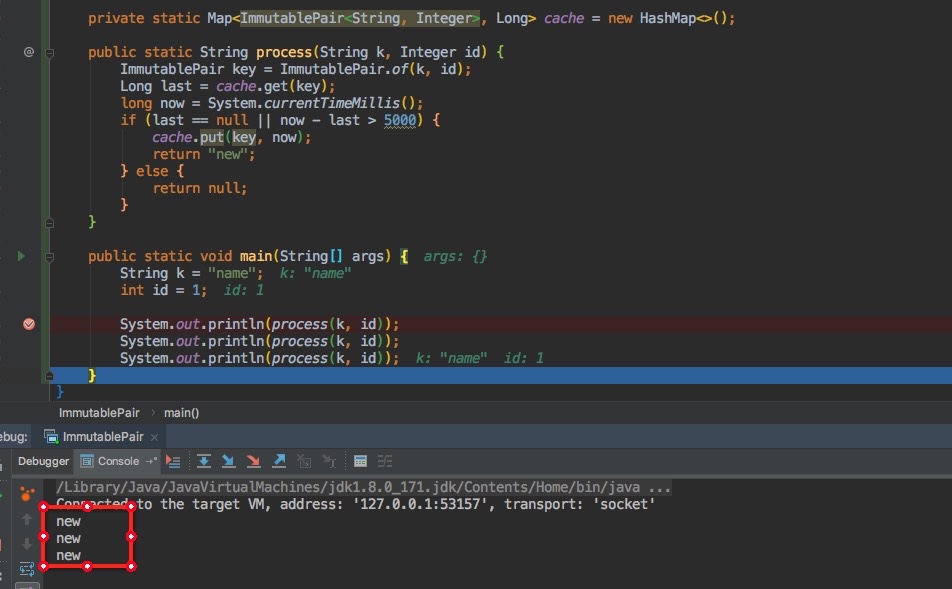 private static Map<ImmutablePair<String, Integer>, Long> cache = new HashMap<>();
public static String process(String k, Integer id) {
ImmutablePair key = ImmutablePair.of(k, id);
Long last = cache.get(key);
long now = System.currentTimeMillis();
if (last == null || now - last > 5000) {
cache.put(key, now);
return "new";
} else {
return null;
}
}
public static void main(String[] args) { args: {}
String k = "name"; k: "name"
int id = 1; id: 1
System.out.println(process(k, id));
System.out.println(process(k, id));
System.out.println(process(k, id)); k: "name" id: 1
}
}
ImmutablePair › main()
ebug: ImmutablePair ×
Debugger Console
/Library/Java/JavaVirtualMachines/jdk1.8.0_171.jdk/Contents/Home/bin/java ...
Connected to the target VM, address: '127.0.0.1:53157', transport: 'socket'
new
new
new